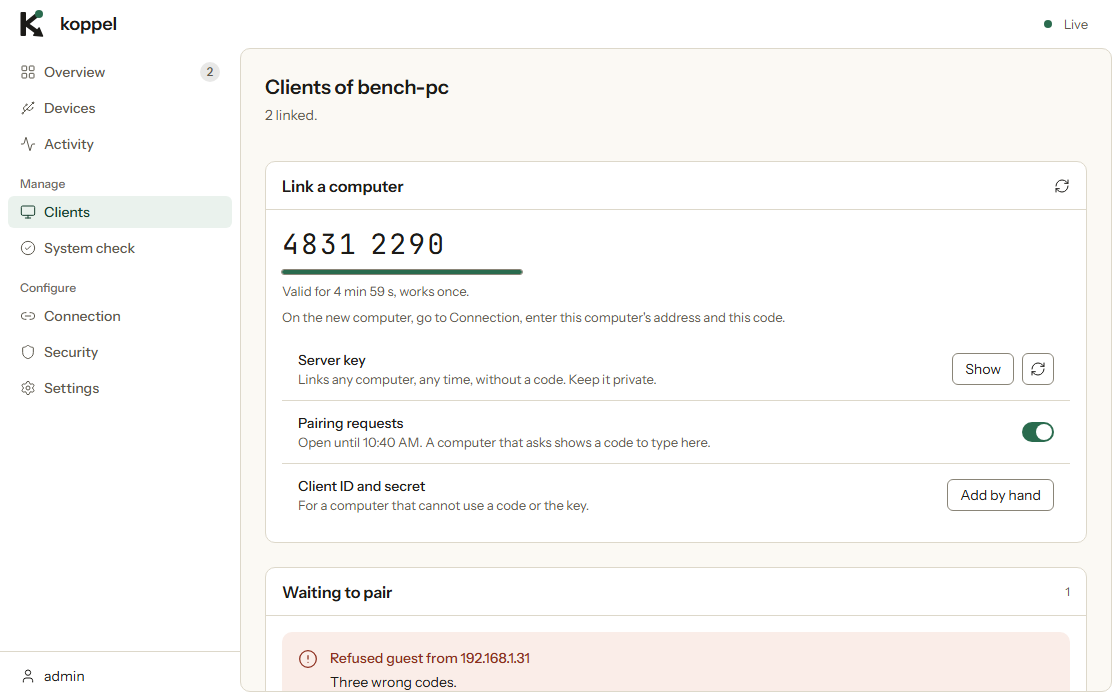 koppel
Live
Overview 2
Devices
Activity
Manage
Clients
System check
Configure
Connection
Security
Settings
admin
Clients of bench-pc
2 linked.
Link a computer
4831 2290
Valid for 4 min 59 s, works once.
On the new computer, go to Connection, enter this computer's address and this code.
Server key
Links any computer, any time, without a code. Keep it private.
Show
Pairing requests
Open until 10:40 AM. A computer that asks shows a code to type here.
Client ID and secret
For a computer that cannot use a code or the key.
Add by hand
Waiting to pair 1
Refused guest from 192.168.1.31
Three wrong codes.